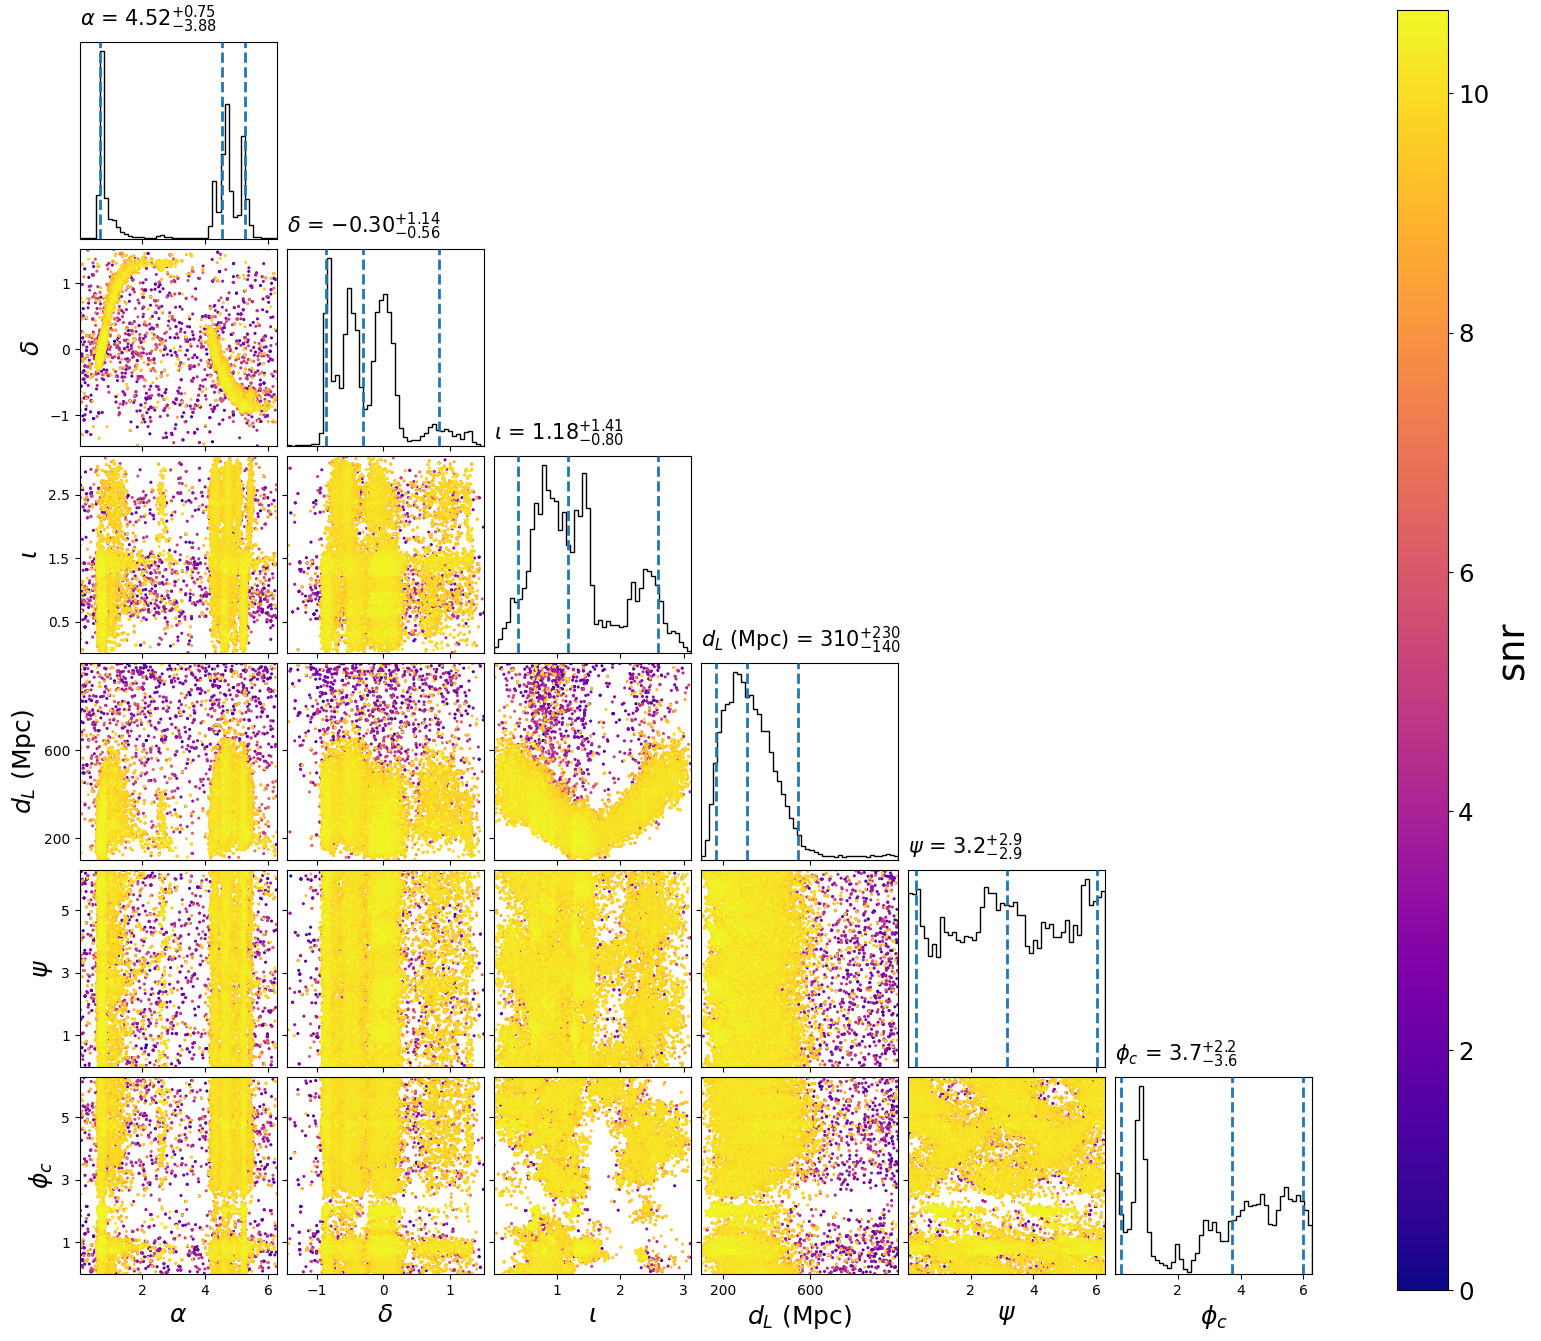 α = 4.52 +0.75 −3.88
10
δ = −0.30 +1.14 −0.56
1
0
−1
δ
8
ι = 1.18 +1.41 −0.80
2.5
1.5
0.5
ι
6
snr
d_L (Mpc) = 310 +230 −140
600
200
d_L (Mpc)
4
ψ = 3.2 +2.9 −2.9
5
3
1
ψ
2
ϕ_c = 3.7 +2.2 −3.6
5
3
1
ϕ_c
0
2 4 6 −1 0 1 1 2 3 200 600 2 6 2 4 6
α δ ι d_L (Mpc) ψ ϕ_c